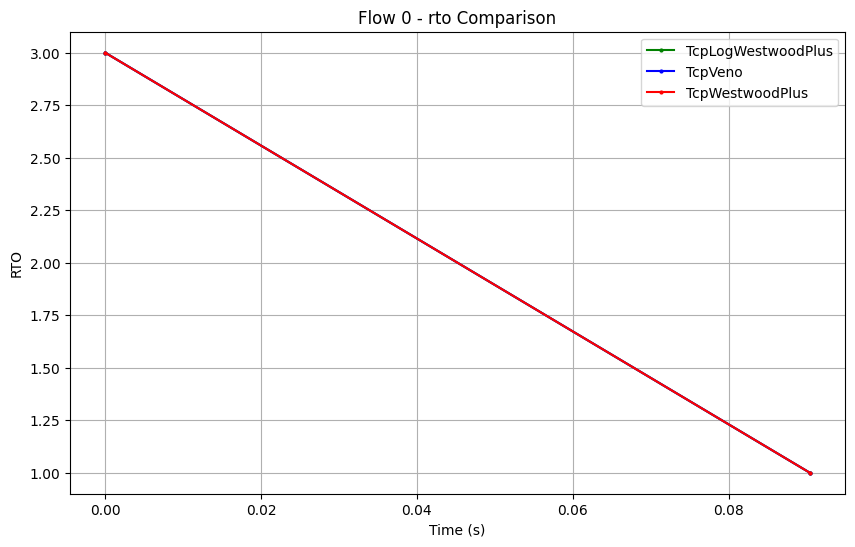 Flow 0 - rto Comparison
TcpLogWestwoodPlus
TcpVeno
TcpWestwoodPlus
3.00
2.75
2.50
2.25
2.00
1.75
1.50
1.25
1.00
RTO
0.00 0.02 0.04 0.06 0.08
Time (s)